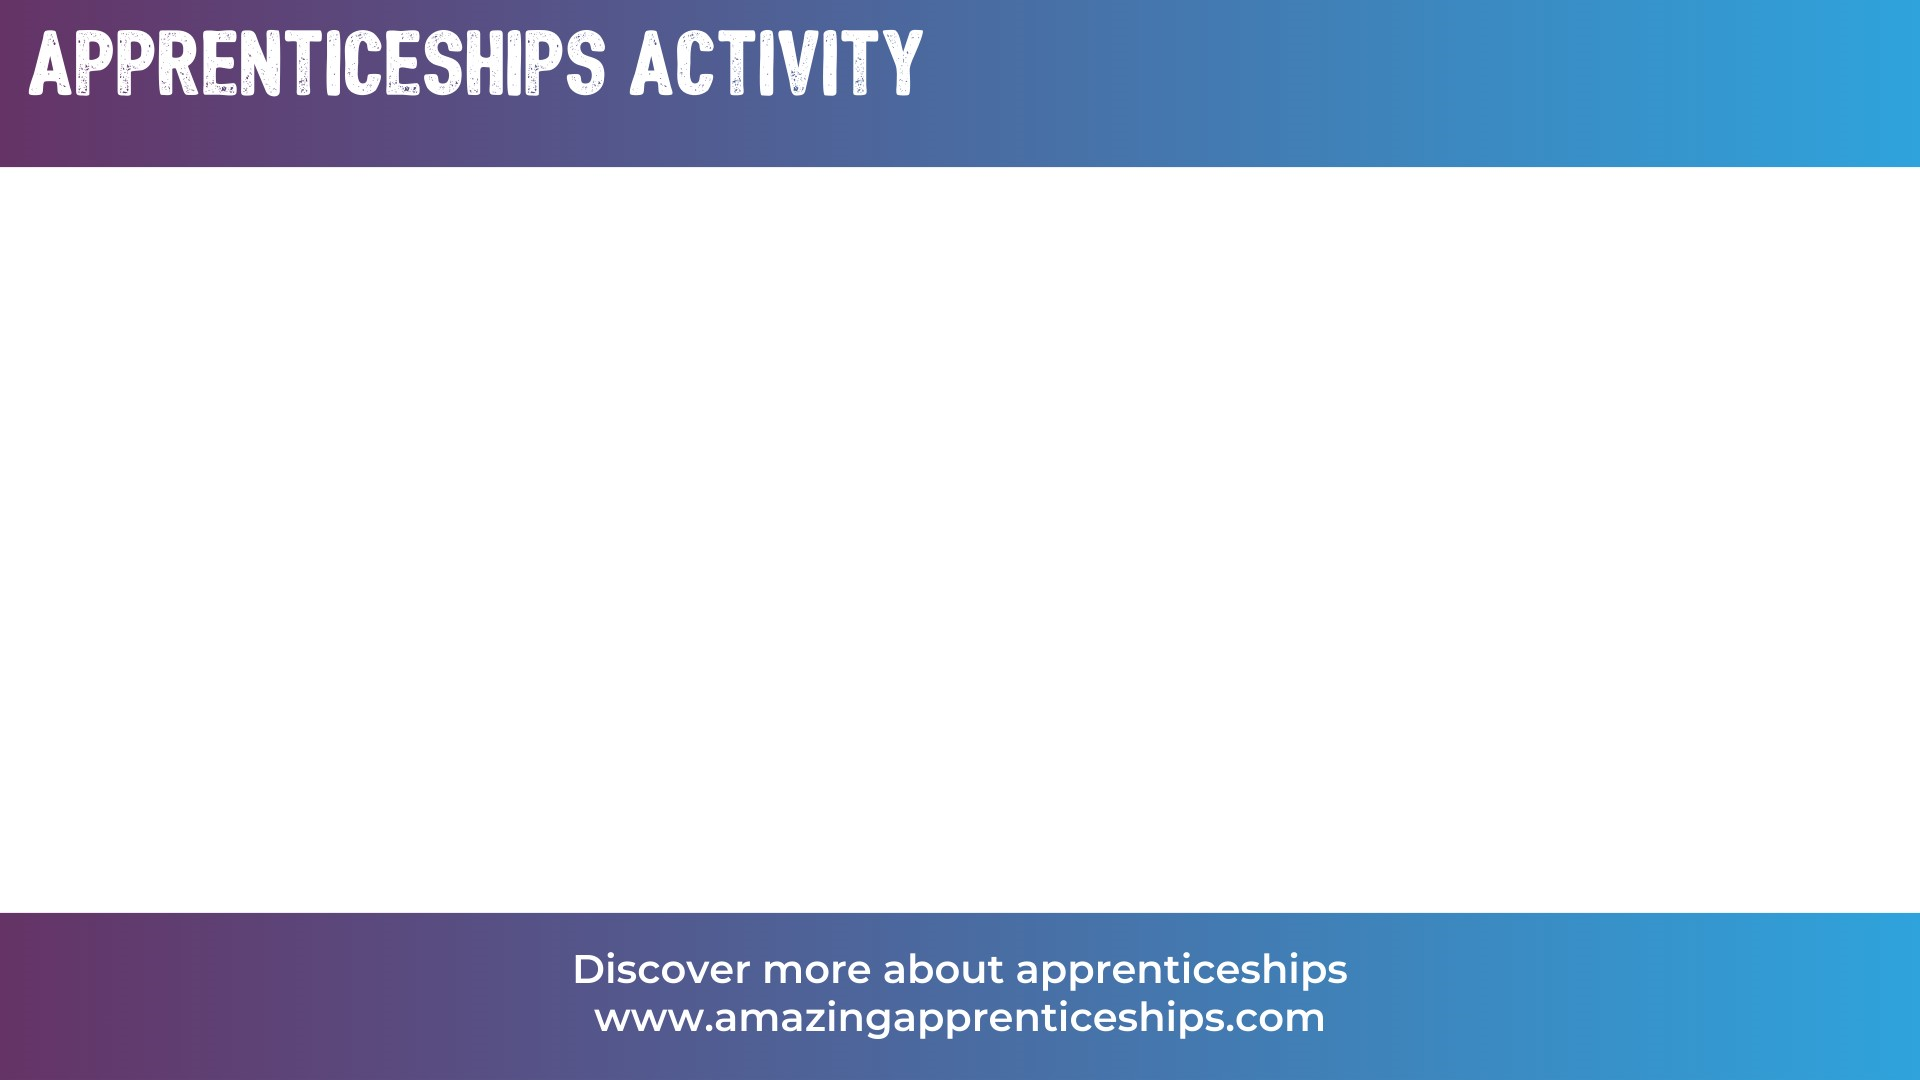 APPRENTICESHIPS ACTIVITY
Discover more about apprenticeships
www.amazingapprenticeships.com